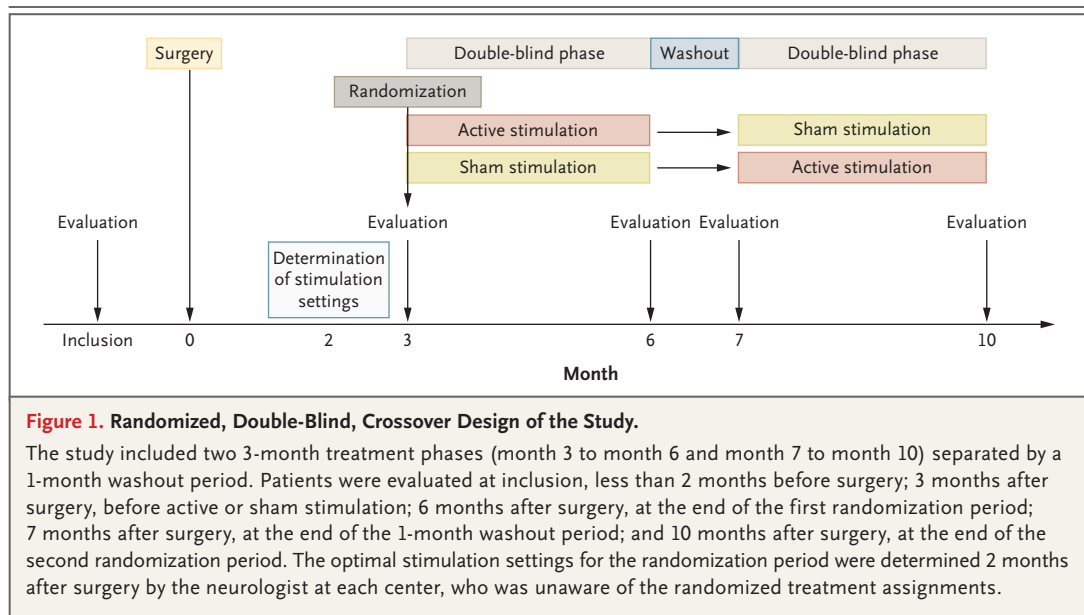 Surgery
Double-blind phase
Washout
Double-blind phase
Randomization
Active stimulation
Sham stimulation
Sham stimulation
Active stimulation
Evaluation
Evaluation
Evaluation
Evaluation
Evaluation
Determination
of stimulation
settings
Inclusion
0
2
3
6
7
10
Month
Figure 1. Randomized, Double-Blind, Crossover Design of the Study.
The study included two 3-month treatment phases (month 3 to month 6 and month 7 to month 10) separated by a
1-month washout period. Patients were evaluated at inclusion, less than 2 months before surgery; 3 months after
surgery, before active or sham stimulation; 6 months after surgery, at the end of the first randomization period;
7 months after surgery, at the end of the 1-month washout period; and 10 months after surgery, at the end of the
second randomization period. The optimal stimulation settings for the randomization period were determined 2 months
after surgery by the neurologist at each center, who was unaware of the randomized treatment assignments.